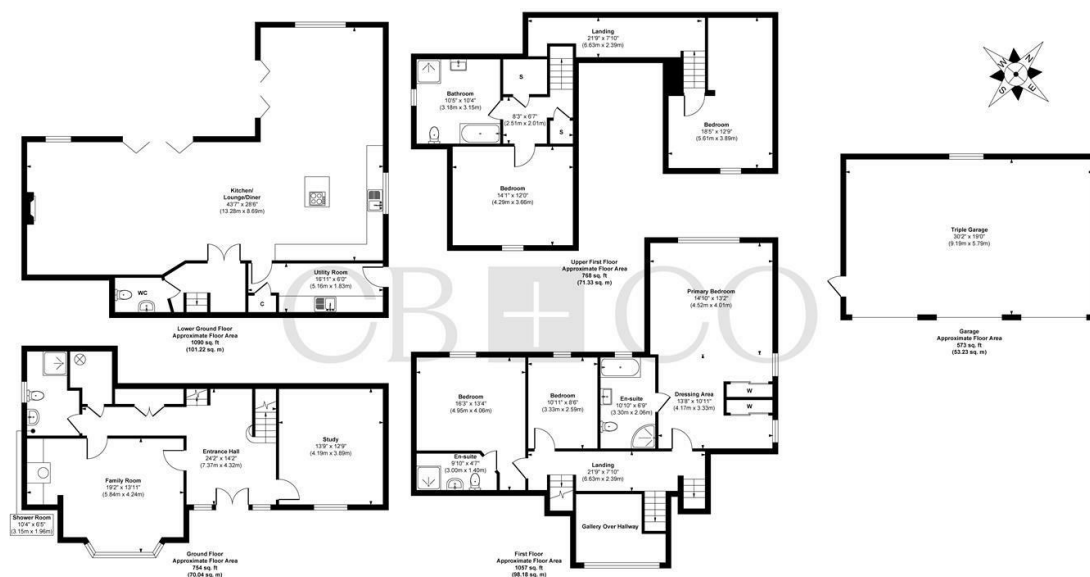 Kitchen/
Lounge/Diner
43'7" x 28'6"
(13.28m x 8.69m)
Utility Room
16'11" x 6'0"
(5.16m x 1.83m)
WC
C
Lower Ground Floor
Approximate Floor Area
1090 sq. ft
(101.22 sq. m)
Landing
21'9" x 7'10"
(6.63m x 2.39m)
Bathroom
10'5" x 10'4"
(3.18m x 3.15m)
S
8'3" x 6'7"
(2.51m x 2.01m)
S
Bedroom
18'5" x 12'9"
(5.61m x 3.89m)
Bedroom
14'1" x 12'0"
(4.29m x 3.66m)
Upper First Floor
Approximate Floor Area
768 sq. ft
(71.33 sq. m)
N
E
S
W
Triple Garage
30'2" x 19'0"
(9.19m x 5.79m)
Garage
Approximate Floor Area
573 sq. ft
(53.23 sq. m)
CB + CO
Entrance Hall
24'2" x 14'2"
(7.37m x 4.32m)
Study
13'9" x 12'9"
(4.19m x 3.89m)
Family Room
19'2" x 13'11"
(5.84m x 4.24m)
Shower Room
10'4" x 6'5"
(3.15m x 1.96m)
Ground Floor
Approximate Floor Area
754 sq. ft
(70.04 sq. m)
Primary Bedroom
14'10" x 13'2"
(4.52m x 4.01m)
Bedroom
16'3" x 13'4"
(4.95m x 4.06m)
Bedroom
10'11" x 8'6"
(3.33m x 2.59m)
En-suite
10'10" x 6'9"
(3.30m x 2.06m)
Dressing Area
13'8" x 10'11"
(4.17m x 3.33m)
W
W
En-suite
9'10" x 4'7"
(3.00m x 1.40m)
Landing
21'9" x 7'10"
(6.63m x 2.39m)
Gallery Over Hallway
First Floor
Approximate Floor Area
1057 sq. ft
(98.18 sq. m)